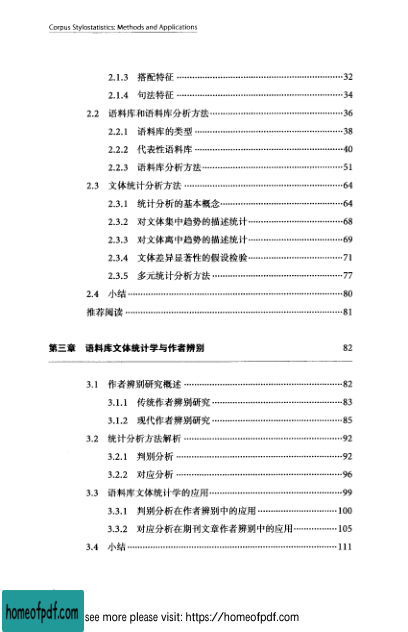 Corpus Stylostatistics: Methods and Applications
2.1.3 搭配特征 32
2.1.4 句法特征 34
2.2 语料库和语料库分析方法 36
2.2.1 语料库的类型 38
2.2.2 代表性语料库 40
2.2.3 语料库分析方法 51
2.3 文体统计分析方法 64
2.3.1 统计分析的基本概念 64
2.3.2 对文体集中趋势的描述统计 68
2.3.3 对文体离中趋势的描述统计 69
2.3.4 文体差异显著性的假设检验 71
2.3.5 多元统计分析方法 77
2.4 小结 80
推荐阅读 81
第三章 语料库文体统计学与作者辨别 82
3.1 作者辨别研究概述 82
3.1.1 传统作者辨别研究 83
3.1.2 现代作者辨别研究 85
3.2 统计分析方法解析 92
3.2.1 判别分析 92
3.2.2 对应分析 96
3.3 语料库文体统计学的应用 99
3.3.1 判别分析在作者辨别中的应用 100
3.3.2 对应分析在期刊文章作者辨别中的应用 105
3.4 小结 111
homeofpdf.com
see more please visit: https://homeofpdf.com